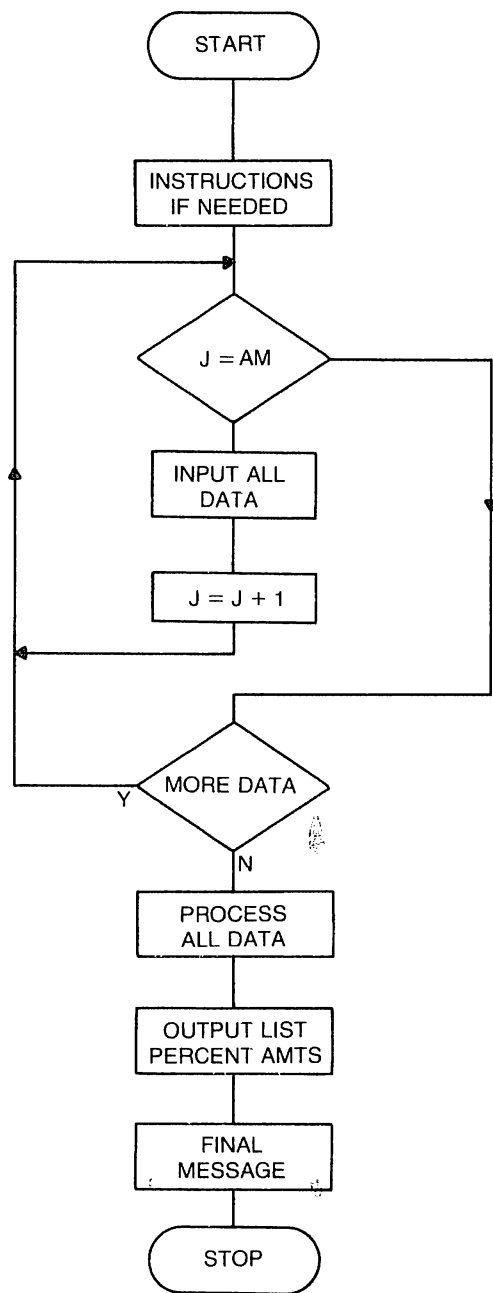 START
INSTRUCTIONS
IF NEEDED
J = AM
INPUT ALL
DATA
J = J + 1
MORE DATA
Y
N
PROCESS
ALL DATA
OUTPUT LIST
PERCENT AMTS
FINAL
MESSAGE
STOP